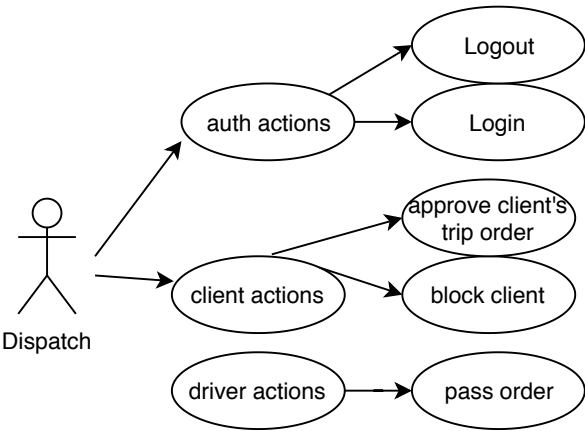 Logout
auth actions
Login
approve client's
trip order
client actions
block client
Dispatch
driver actions
pass order